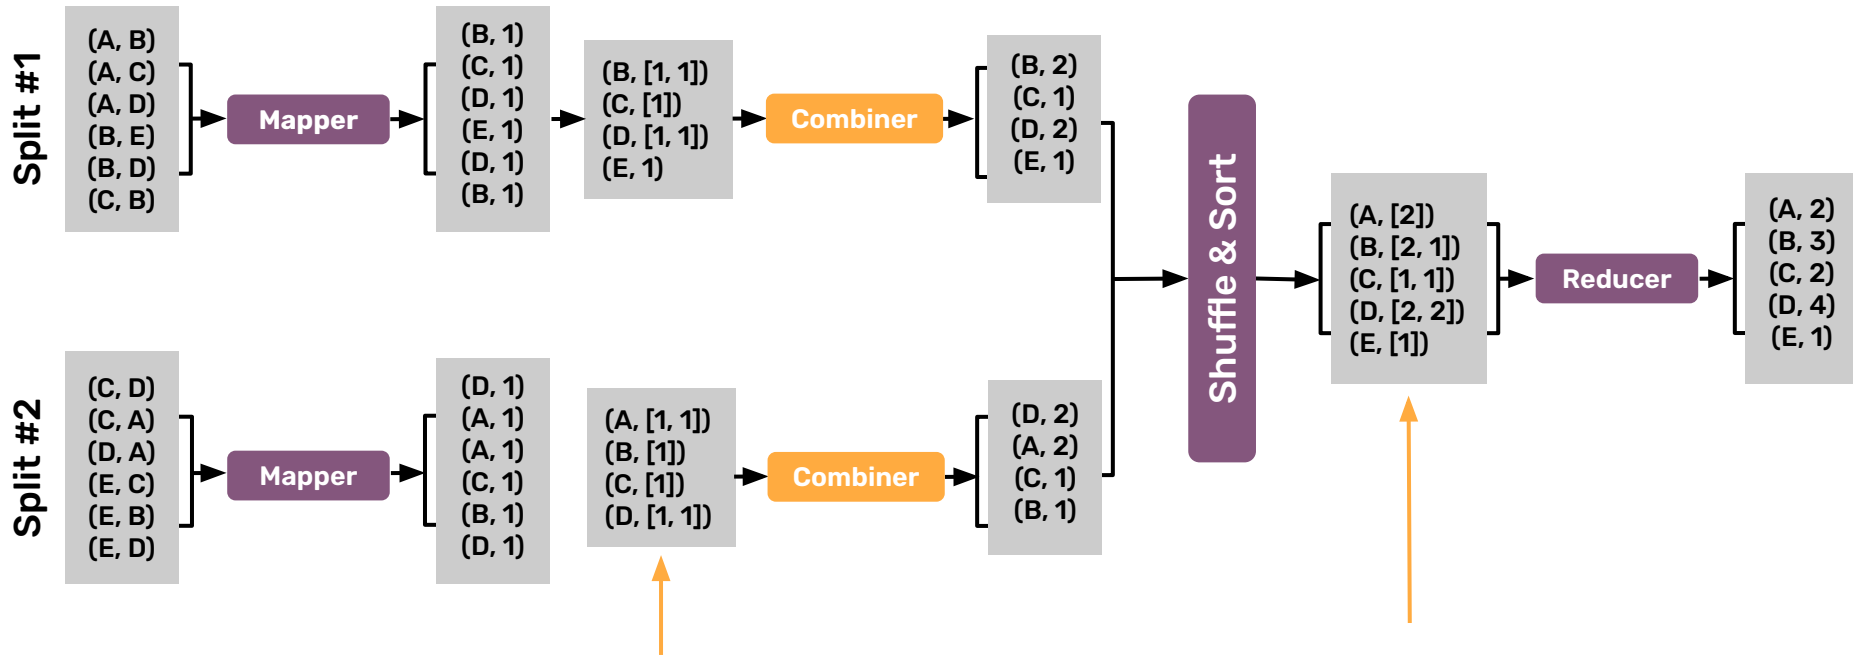 Split #1
(A, B)
(A, C)
(A, D)
(B, E)
(B, D)
(C, B)
Mapper
(B, 1)
(C, 1)
(D, 1)
(E, 1)
(D, 1)
(B, 1)
(B, [1, 1])
(C, [1])
(D, [1, 1])
(E, 1)
Combiner
(B, 2)
(C, 1)
(D, 2)
(E, 1)
Split #2
(C, D)
(C, A)
(D, A)
(E, C)
(E, B)
(E, D)
Mapper
(D, 1)
(A, 1)
(A, 1)
(C, 1)
(B, 1)
(D, 1)
(A, [1, 1])
(B, [1])
(C, [1])
(D, [1, 1])
Combiner
(D, 2)
(A, 2)
(C, 1)
(B, 1)
Shuffle & Sort
(A, [2])
(B, [2, 1])
(C, [1, 1])
(D, [2, 2])
(E, [1])
Reducer
(A, 2)
(B, 3)
(C, 2)
(D, 4)
(E, 1)